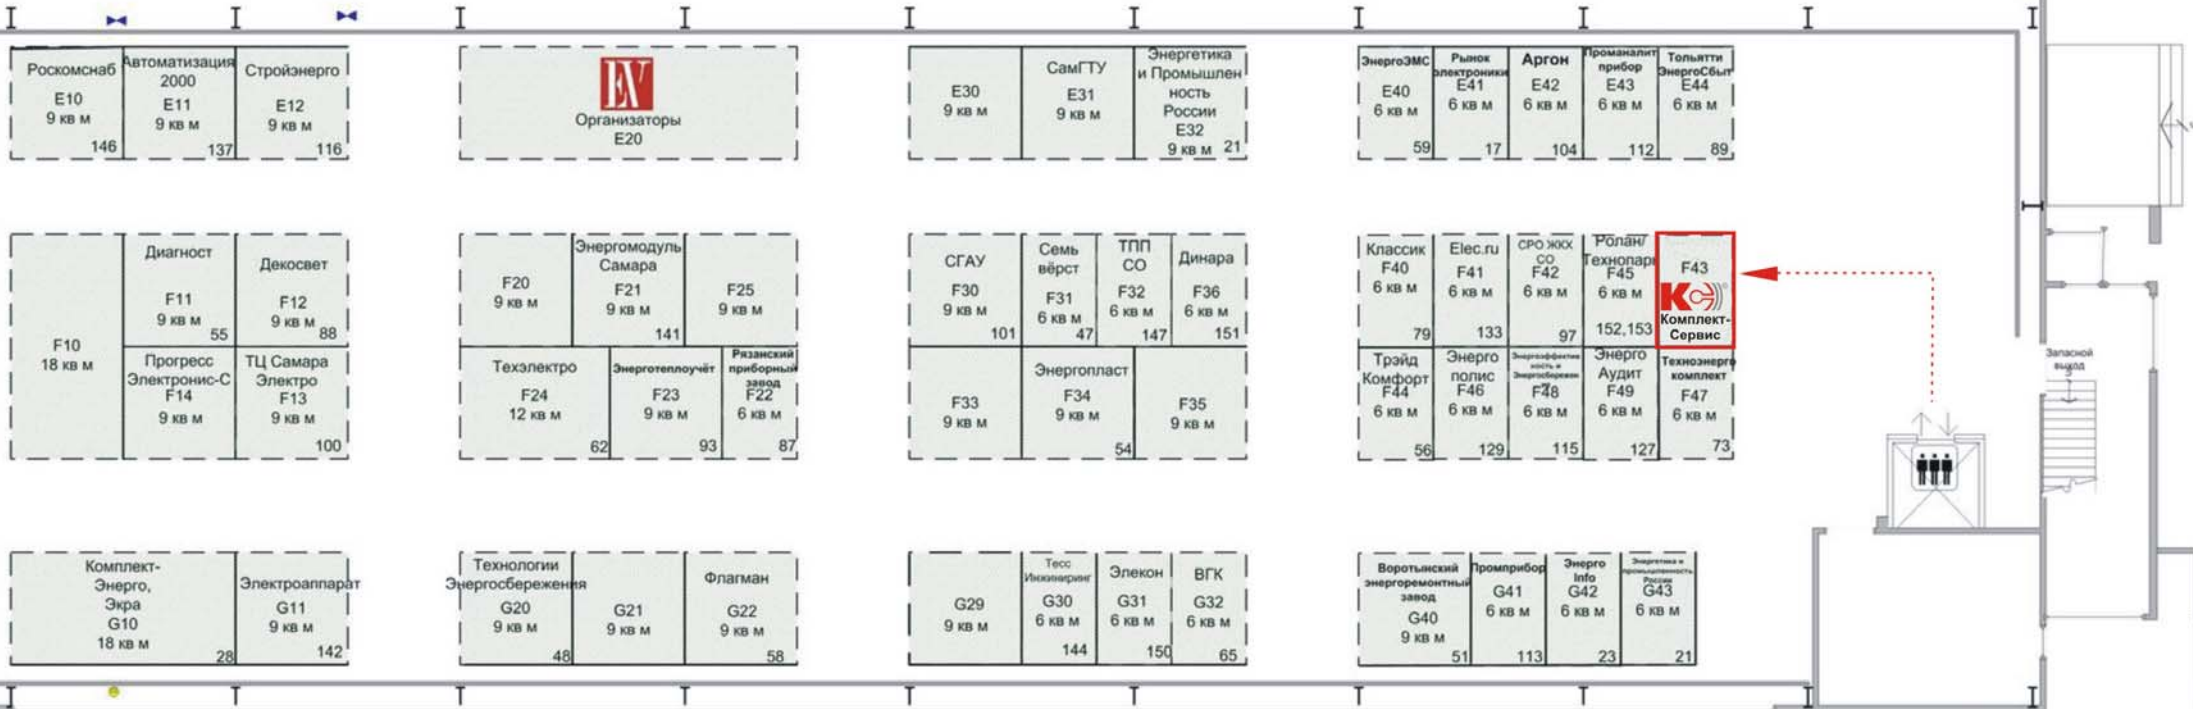 Роскомснаб
E10
9 кв м
146
Автоматизация
2000
E11
9 кв м
137
Стройэнерго
E12
9 кв м
116
Организаторы
E20
E30
9 кв м
СамГТУ
E31
9 кв м
Энергетика
и Промышлен
ность
России
E32
9 кв м 21
ЭнергоЭМС
E40
6 кв м
59
Рынок
электроники
E41
6 кв м
17
Аргон
E42
6 кв м
104
Проманалит
прибор
E43
6 кв м
112
Тольятти
ЭнергоСбыт
E44
6 кв м
89
F10
18 кв м
Диагност
F11
9 кв м
55
Декосвет
F12
9 кв м
88
Прогресс
Электронис-С
F14
9 кв м
ТЦ Самара
Электро
F13
9 кв м
100
F20
9 кв м
Энергомодуль
Самара
F21
9 кв м
141
F25
9 кв м
Техэлектро
F24
12 кв м
62
Энерготеплоучёт
F23
9 кв м
93
Рязанский
приборный
завод
F22
6 кв м
87
СГАУ
F30
9 кв м
101
Семь
вёрст
F31
6 кв м
47
ТПП
СО
F32
6 кв м
147
Динара
F36
6 кв м
151
F33
9 кв м
Энергопласт
F34
9 кв м
54
F35
9 кв м
Классик
F40
6 кв м
79
Elec.ru
F41
6 кв м
133
СРО ЖКХ
СО
F42
6 кв м
97
Ролан/
Технопарк
F45
6 кв м
152,153
F43
КС
Комплект-
Сервис
Трэйд
Комфорт
F44
6 кв м
56
Энерго
полис
F46
6 кв м
129
F48
6 кв м
115
Энерго
Аудит
F49
6 кв м
127
Техноэнерго
комплект
F47
6 кв м
73
Запасной
выход
Комплект-
Энерго,
Экра
G10
18 кв м
28
Электроаппарат
G11
9 кв м
142
Технологии
Энергосбережения
G20
9 кв м
48
G21
9 кв м
Флагман
G22
9 кв м
58
G29
9 кв м
Тесс
Инжиниринг
G30
6 кв м
144
Элекон
G31
6 кв м
150
ВГК
G32
6 кв м
65
Воротынский
энергоремонтный
завод
G40
9 кв м
51
Промприбор
G41
6 кв м
113
Энерго
Info
G42
6 кв м
23
Энергетика и
промышленность
России
G43
6 кв м
21